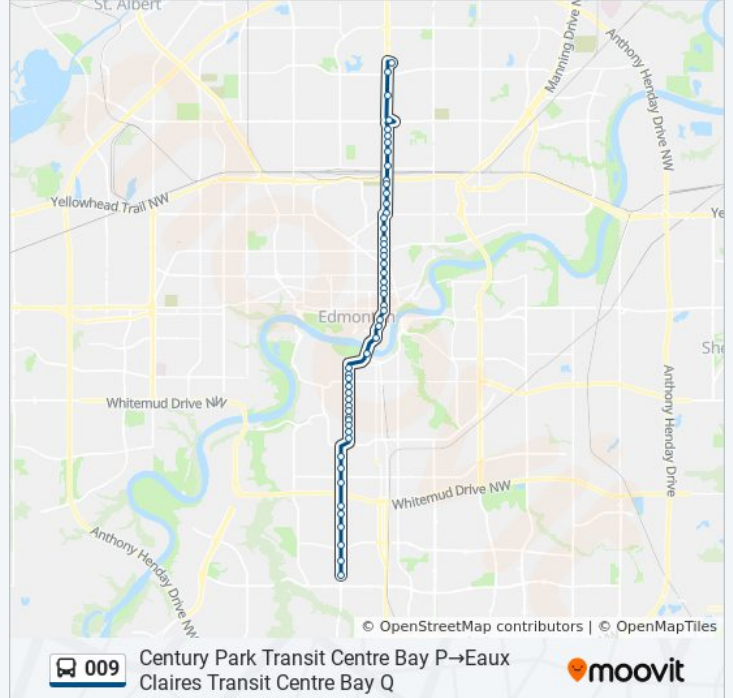 St. Albert
Manning Drive N
Anthony Henday Drive NW
Yellowhead Trail NW
Ye
Edmonton
She
Whitemud Drive NW
Anthony Henday Drive
Whitemud Drive NW
Anthony Henday Drive NW
© OpenStreetMap contributors | © OpenMapTiles
009
Century Park Transit Centre Bay P→Eaux
Claires Transit Centre Bay Q
moovit